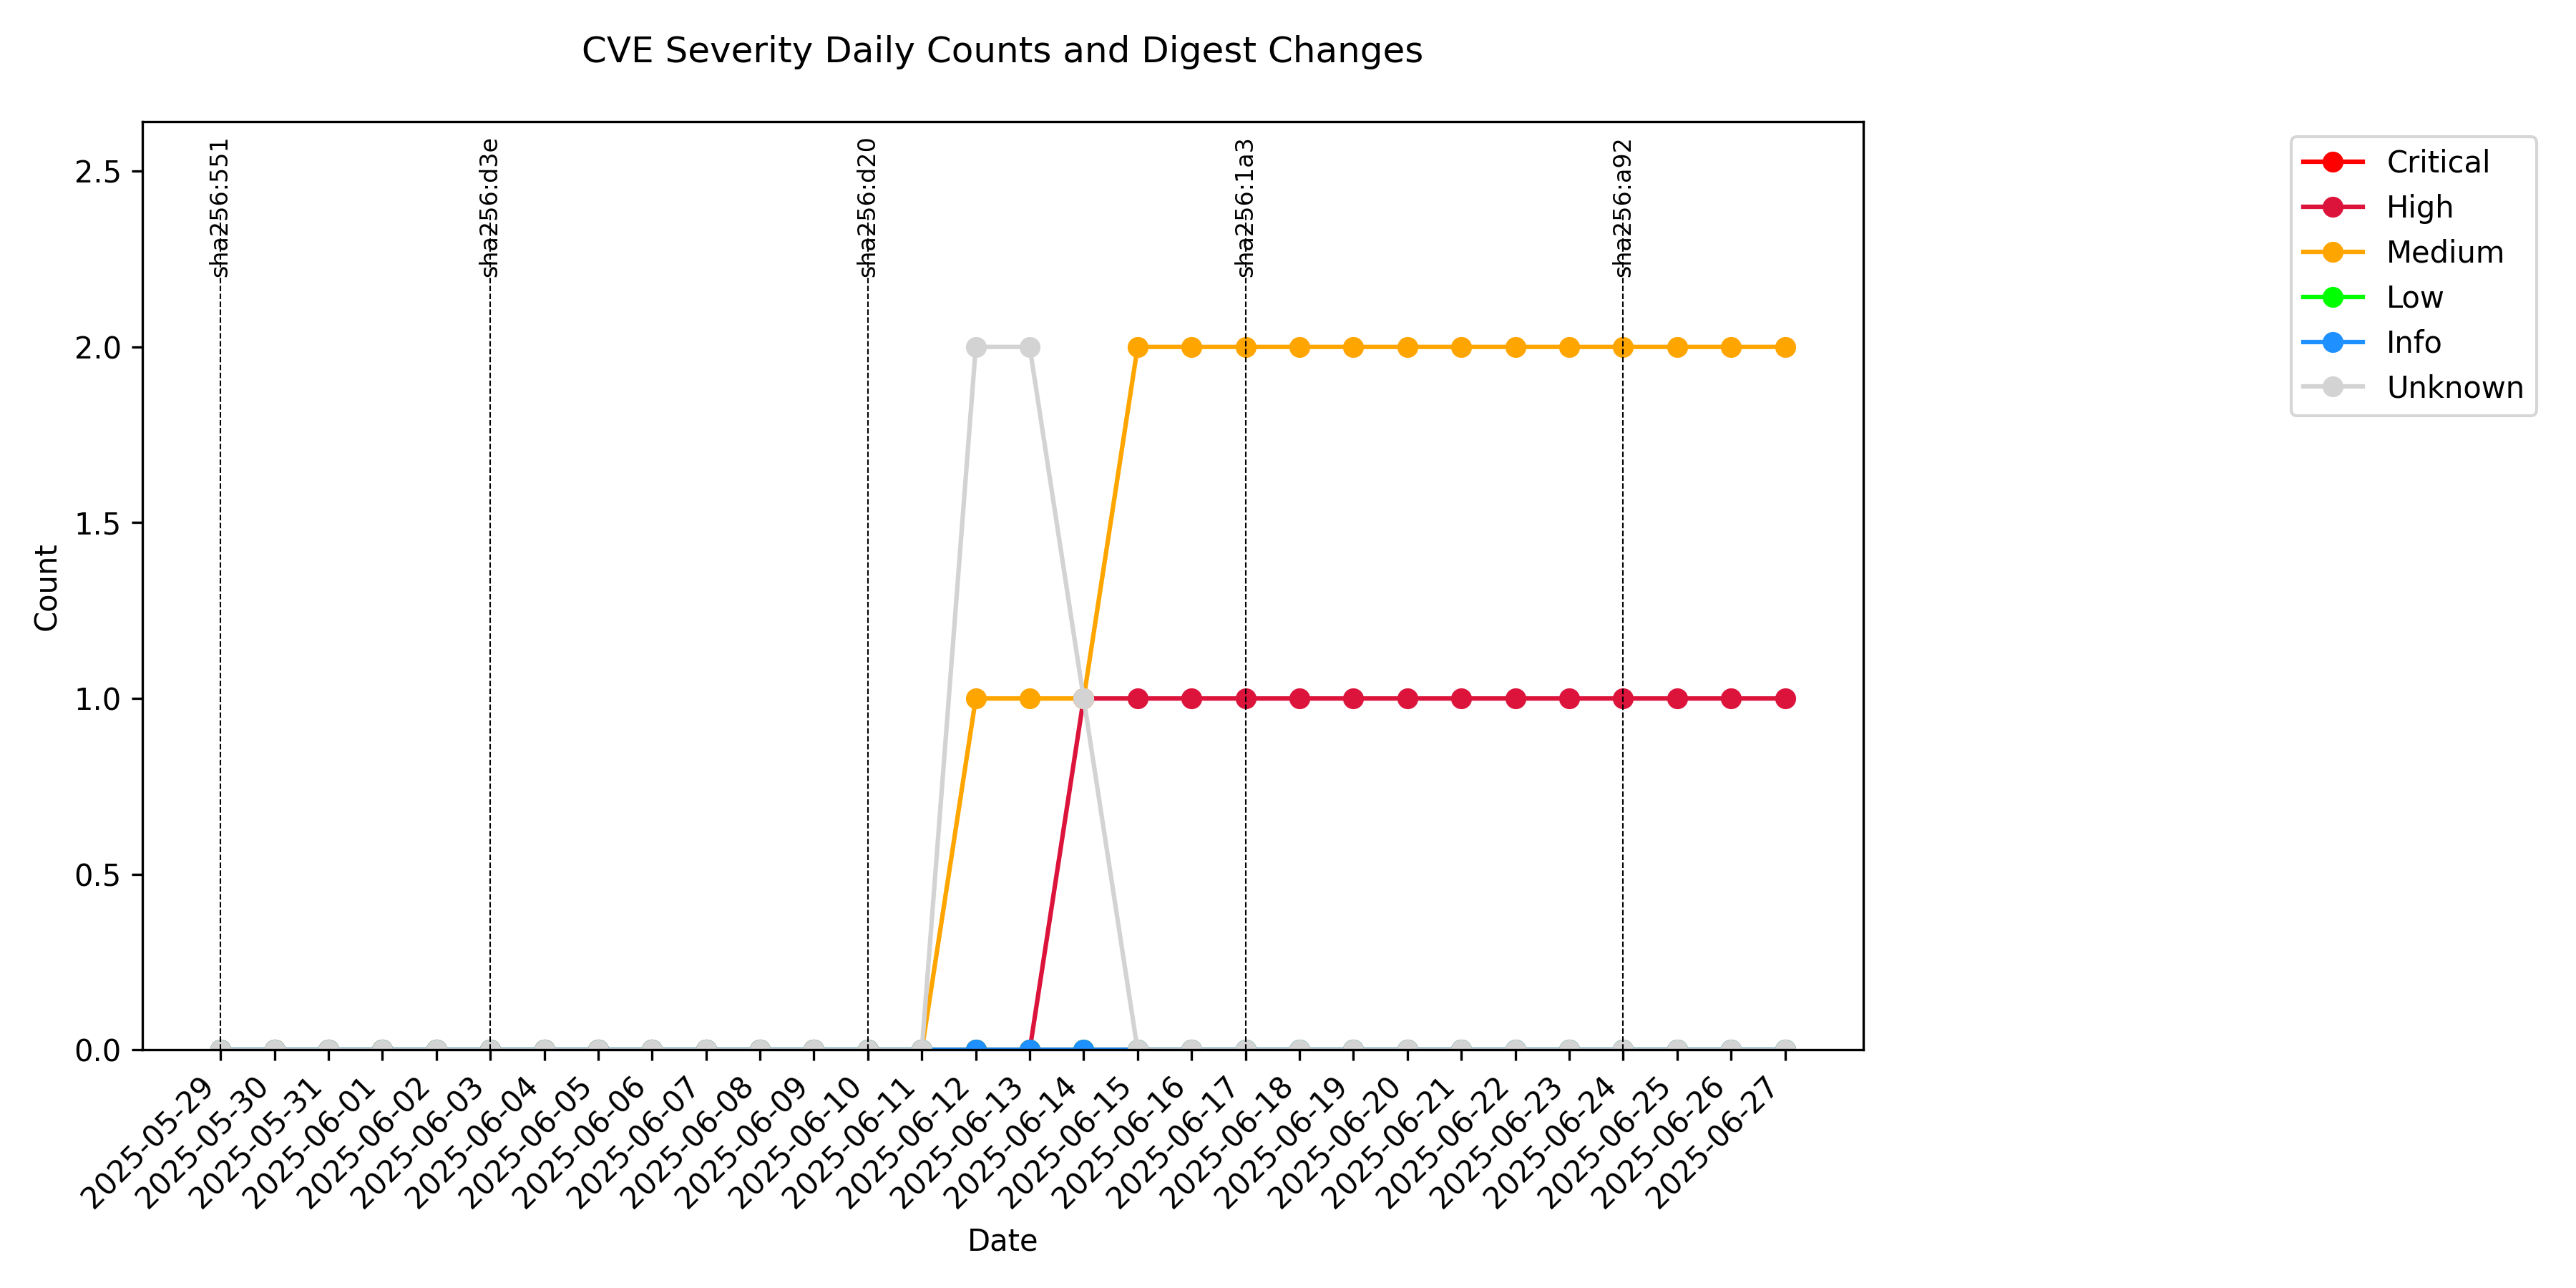 CVE Severity Daily Counts and Digest Changes
sha256:551
sha256:d3e
sha256:d20
sha256:1a3
sha256:a92
Critical
High
Medium
Low
Info
Unknown
2.5
2.0
1.5
1.0
0.5
0.0
Count
2025-05-29
2025-05-30
2025-05-31
2025-06-01
2025-06-02
2025-06-03
2025-06-04
2025-06-05
2025-06-06
2025-06-07
2025-06-08
2025-06-09
2025-06-10
2025-06-11
2025-06-12
2025-06-13
2025-06-14
2025-06-15
2025-06-16
2025-06-17
2025-06-18
2025-06-19
2025-06-20
2025-06-21
2025-06-22
2025-06-23
2025-06-24
2025-06-25
2025-06-26
2025-06-27
Date